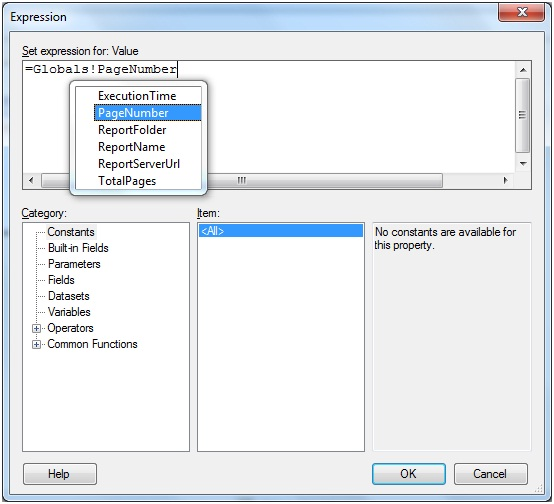 Expression
Set expression for: Value
=Globals!PageNumber
ExecutionTime
PageNumber
ReportFolder
ReportName
ReportServerUrl
TotalPages
Category:
Constants
Built-in Fields
Parameters
Fields
Datasets
Variables
Operators
Common Functions
Item:
<All>
No constants are available for
this property.
Help
OK
Cancel